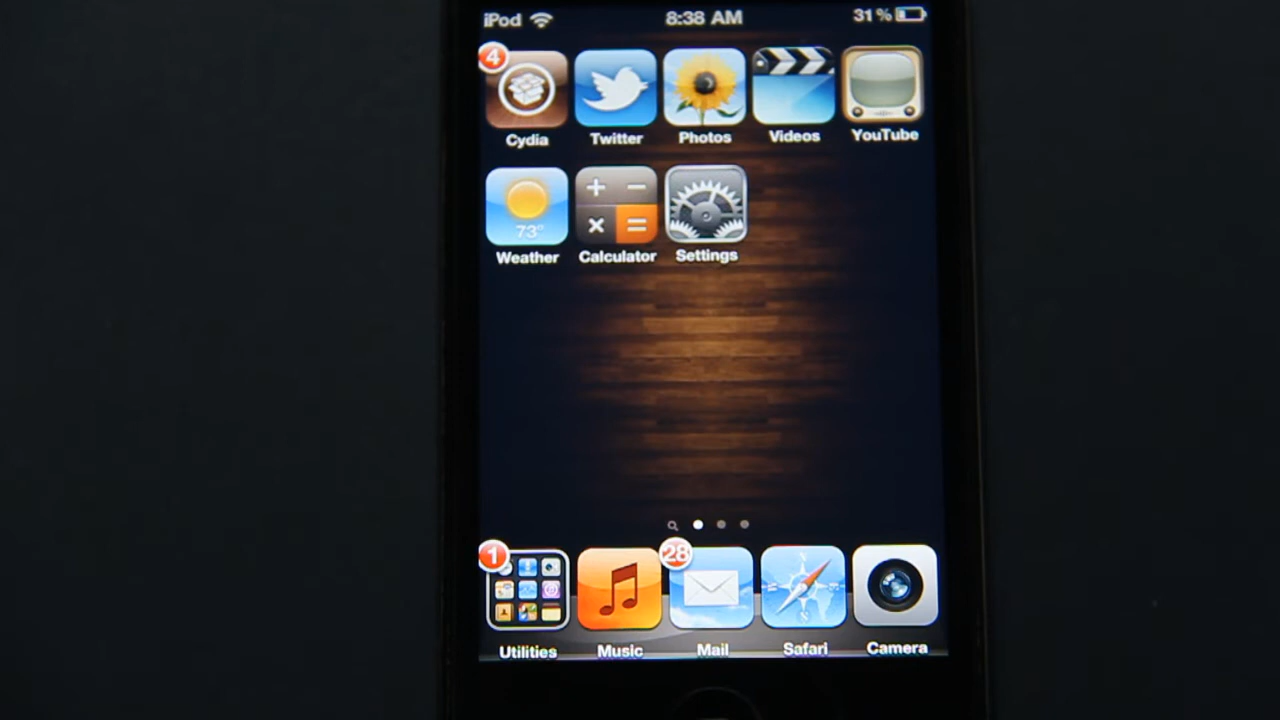 iPod 8:38 AM 31 %
4
Cydia Twitter Photos Videos YouTube
73°
Weather Calculator Settings
1 28
Utilities Music Mail Safari Camera